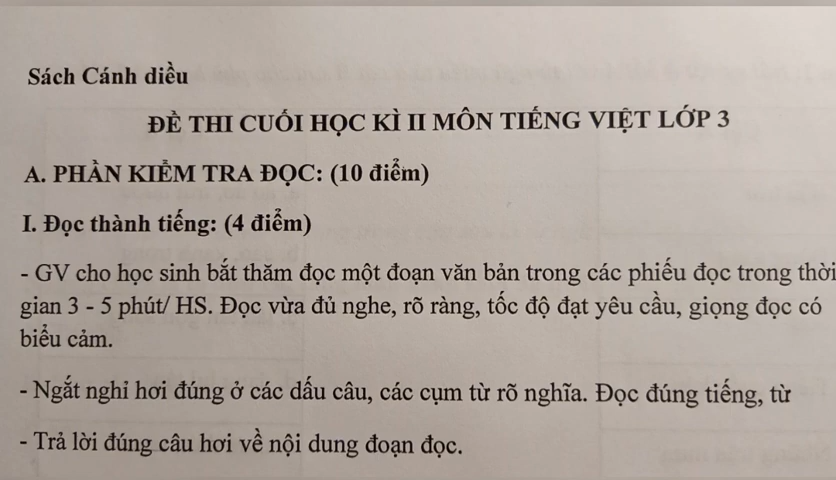 Sách Cánh diều
ĐỀ THI CUỐI HỌC KÌ II MÔN TIẾNG VIỆT LỚP 3
A. PHẦN KIỂM TRA ĐỌC: (10 điểm)
I. Đọc thành tiếng: (4 điểm)
- GV cho học sinh bắt thăm đọc một đoạn văn bản trong các phiếu đọc trong thời
gian 3 - 5 phút/ HS. Đọc vừa đủ nghe, rõ ràng, tốc độ đạt yêu cầu, giọng đọc có
biểu cảm.
- Ngắt nghỉ hơi đúng ở các dấu câu, các cụm từ rõ nghĩa. Đọc đúng tiếng, từ
- Trả lời đúng câu hơi về nội dung đoạn đọc.